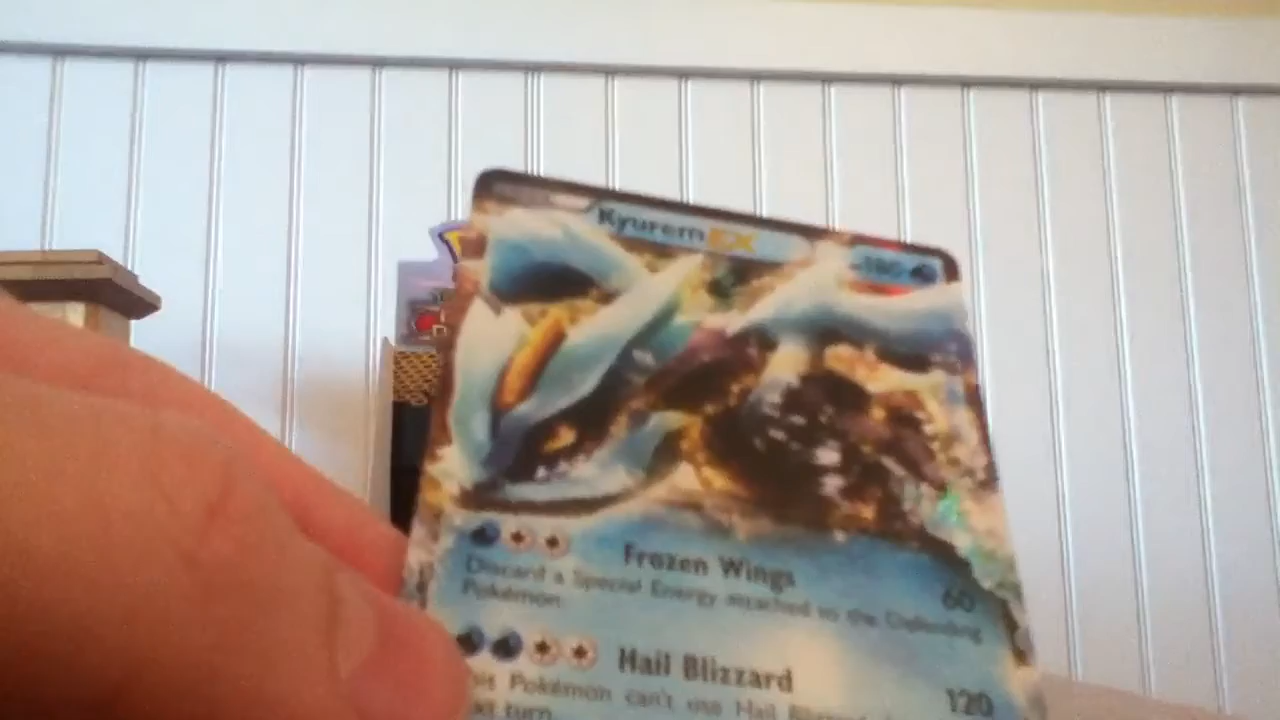 Kyurem EX 180
Frozen Wings 60
Discard a Special Energy attached to the Defending
Pokémon.
Hail Blizzard 120
Pokémon can't use Hail Blizzard
turn.